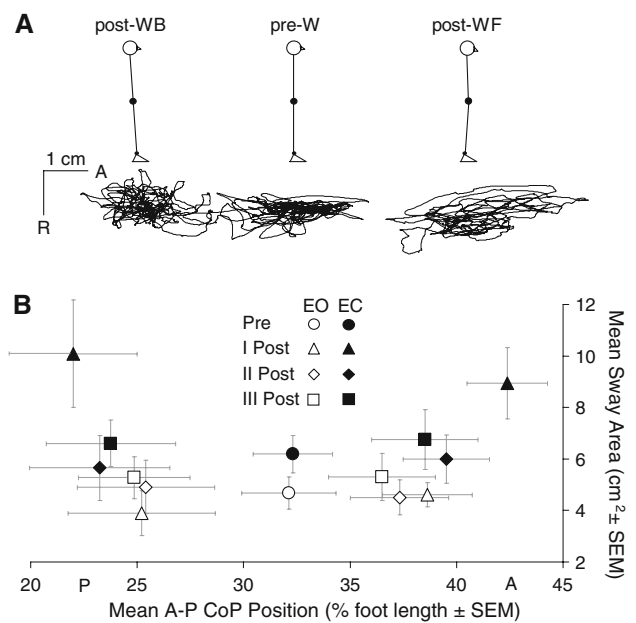 A
post-WB pre-W post-WF
1 cm
A
R
B
EO EC
Pre
I Post
II Post
III Post
12
10
8
6
4
2
Mean Sway Area (cm² ± SEM)
P A
20 25 30 35 40 45
Mean A-P CoP Position (% foot length ± SEM)